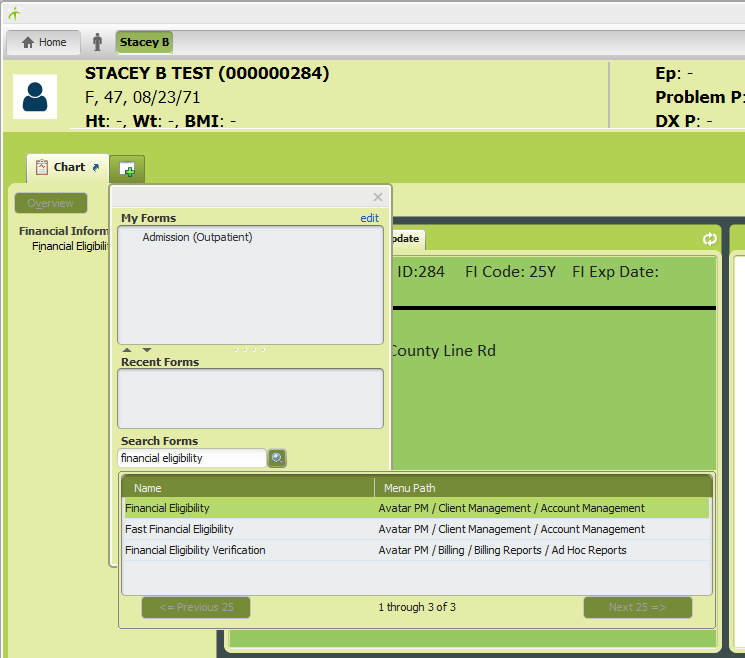 Home
Stacey B
STACEY B TEST (000000284)
F, 47, 08/23/71
Ht: -, Wt: -, BMI: -
Ep: -
Problem P:
DX P: -
Chart
Overview
Financial Inform
Financial Eligibilit
My Forms
edit
Admission (Outpatient)
Recent Forms
Search Forms
financial eligibility
pdate
ID:284 FI Code: 25Y FI Exp Date:
County Line Rd
Name Menu Path
Financial Eligibility Avatar PM / Client Management / Account Management
Fast Financial Eligibility Avatar PM / Client Management / Account Management
Financial Eligibility Verification Avatar PM / Billing / Billing Reports / Ad Hoc Reports
<= Previous 25
1 through 3 of 3
Next 25 =>